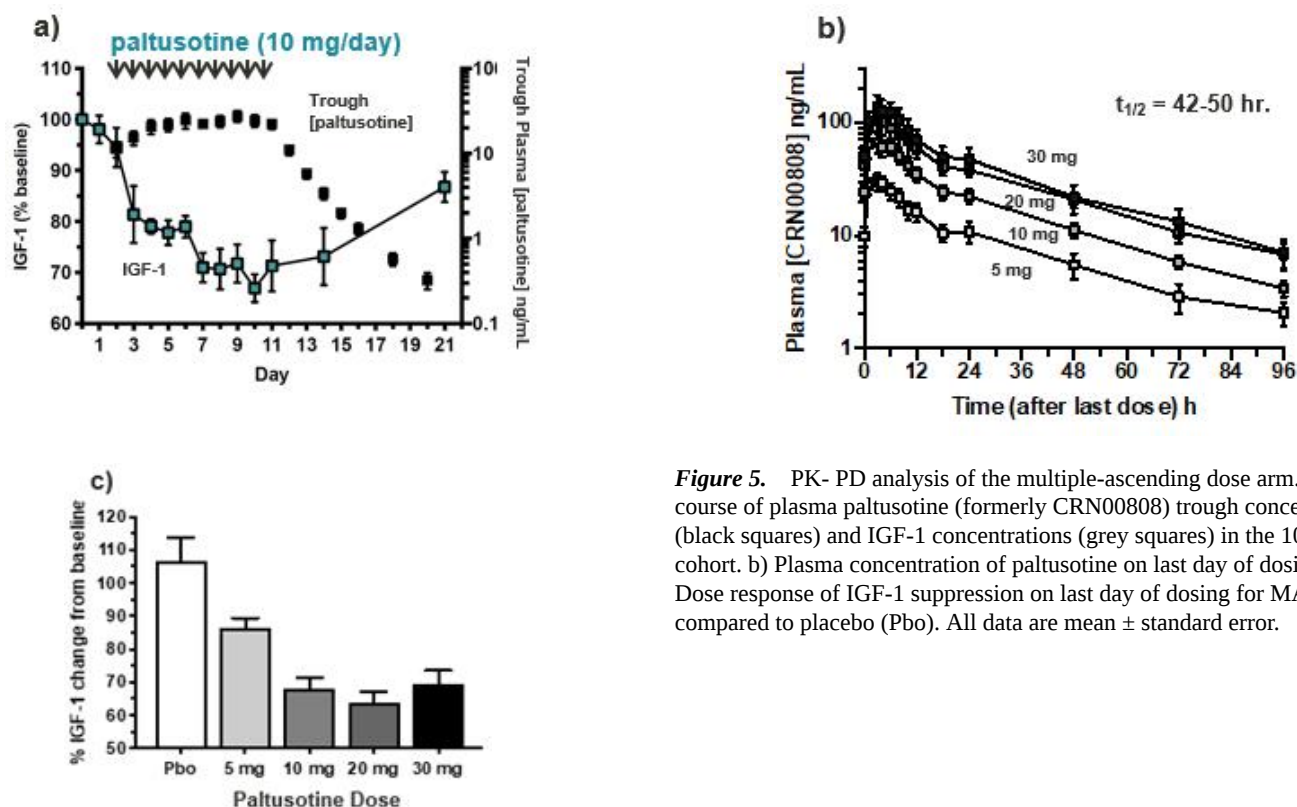 a)
paltusotine (10 mg/day)
110
100
90
80
70
60
IGF-1 (% baseline)
Trough
[paltusotine]
IGF-1
100
10
1
0.1
Trough Plasma [paltusotine] ng/mL
1 3 5 7 9 11 13 15 17 19 21
Day
b)
t1/2 = 42-50 hr.
100
10
1
Plasma [CRN00808] ng/mL
30 mg
20 mg
10 mg
5 mg
0 12 24 36 48 60 72 84 96
Time (after last dose) h
c)
120
110
100
90
80
70
60
50
% IGF-1 change from baseline
Pbo 5 mg 10 mg 20 mg 30 mg
Paltusotine Dose
Figure 5. PK- PD analysis of the multiple-ascending dose arm.
course of plasma paltusotine (formerly CRN00808) trough
(black squares) and IGF-1 concentrations (grey squares) in the
cohort. b) Plasma concentration of paltusotine on last day of
Dose response of IGF-1 suppression on last day of dosing for
compared to placebo (Pbo). All data are mean ± standard error.